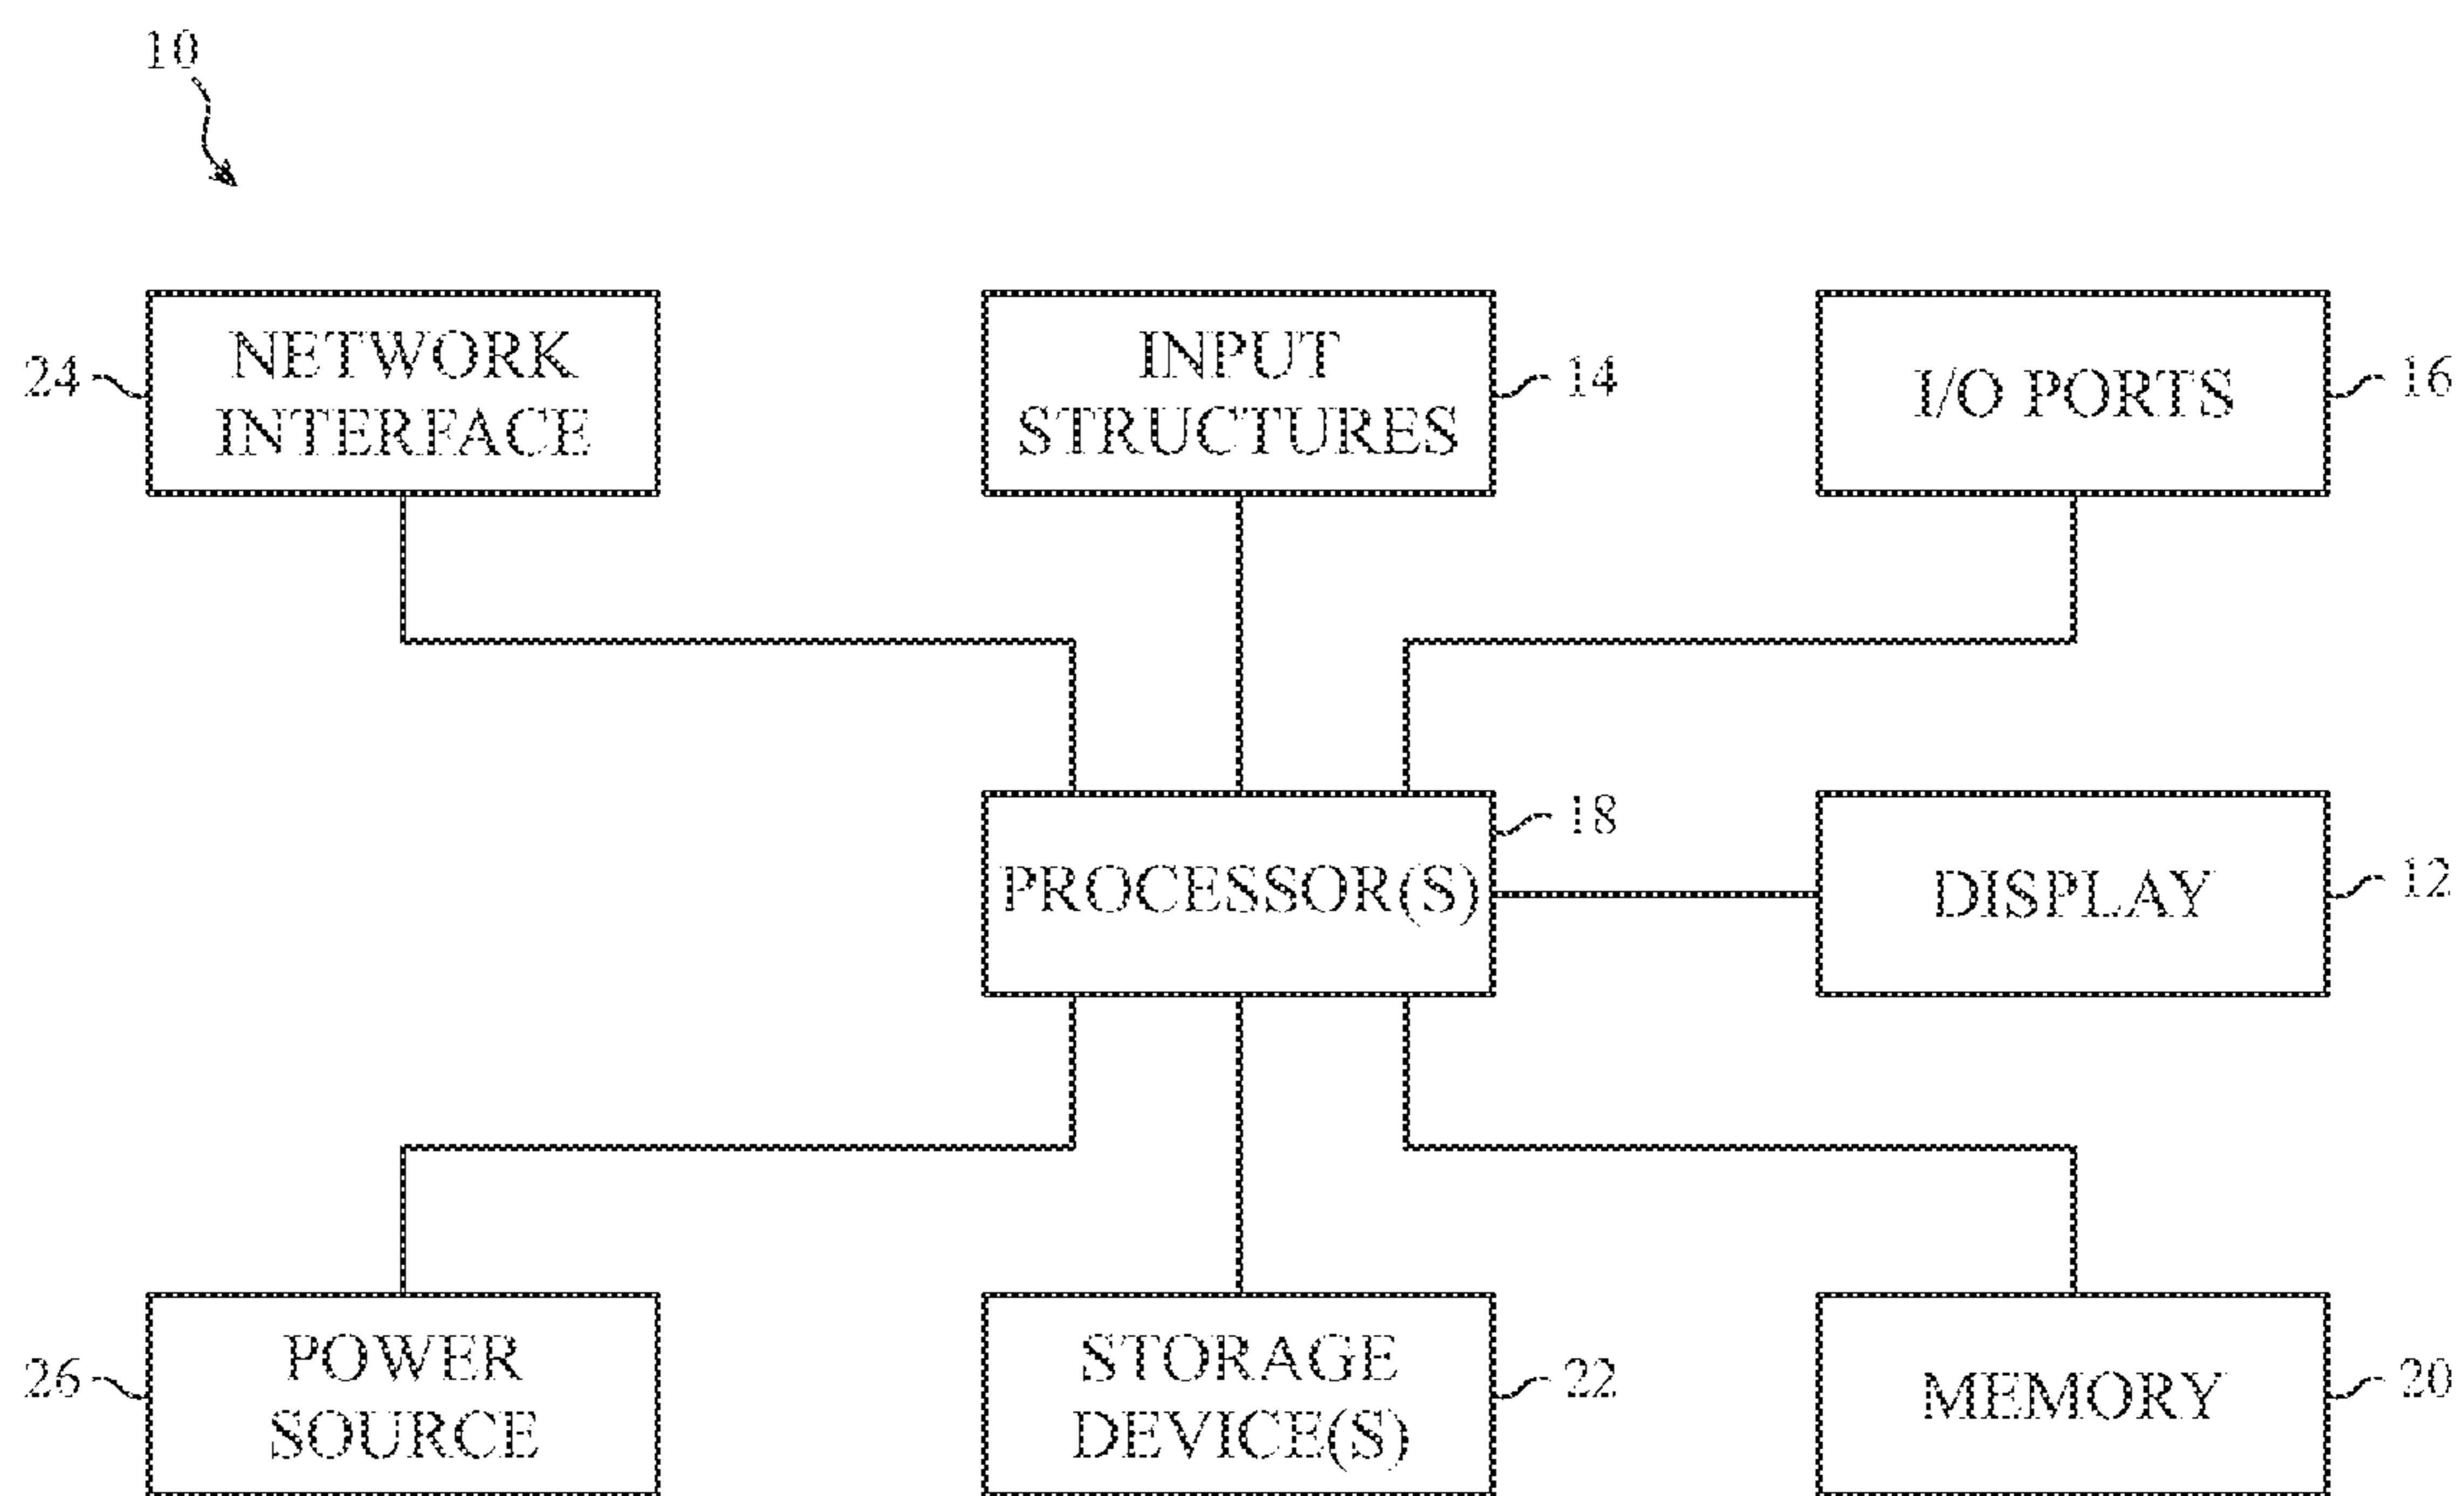 10
NETWORK
INTERFACE
24
INPUT
STRUCTURES
14
I/O PORTS
16
PROCESSOR(S)
18
DISPLAY
12
POWER
SOURCE
26
STORAGE
DEVICE(S)
22
MEMORY
20